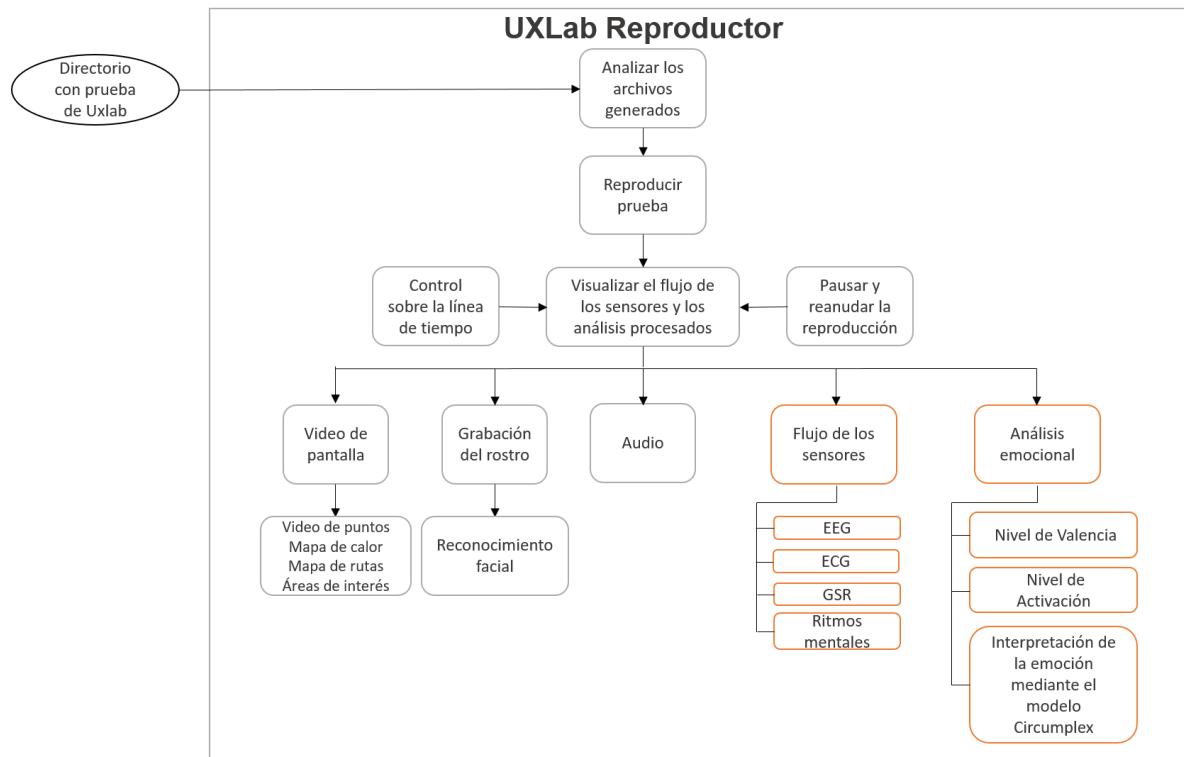 UXLab Reproductor
Directorio
con prueba
de Uxlab
Analizar los
archivos
generados
Reproducir
prueba
Control
sobre la línea
de tiempo
Visualizar el flujo de
los sensores y los
análisis procesados
Pausar y
reanudar la
reproducción
Video de
pantalla
Grabación
del rostro
Audio
Flujo de los
sensores
Análisis
emocional
Video de puntos
Mapa de calor
Mapa de rutas
Áreas de interés
Reconocimiento
facial
EEG
ECG
GSR
Ritmos
mentales
Nivel de Valencia
Nivel de
Activación
Interpretación de
la emoción
mediante el
modelo
Circumplex